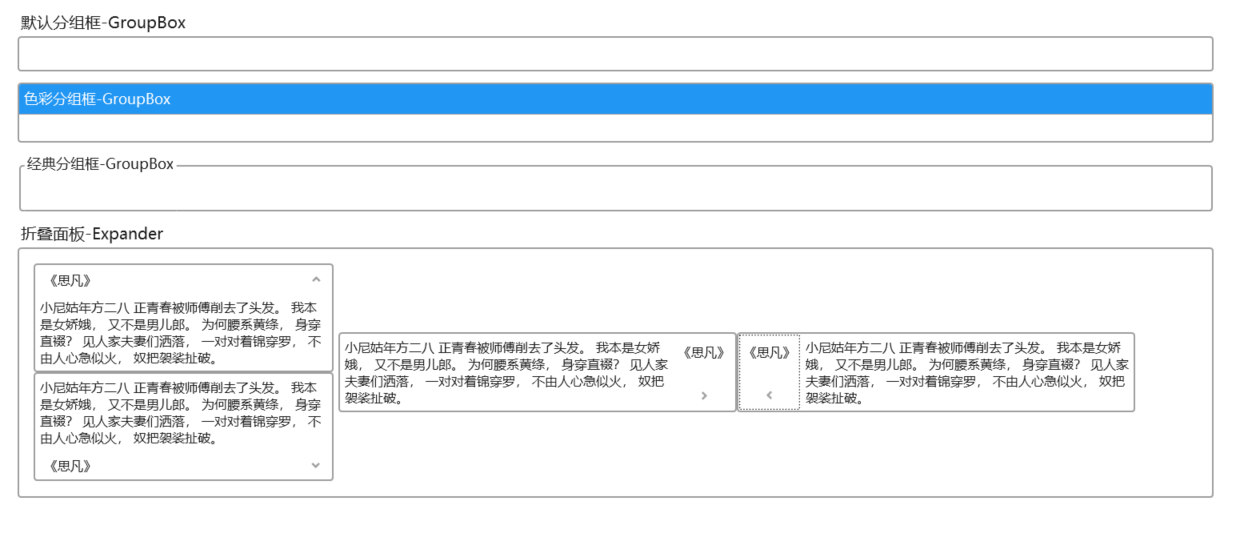 默认分组框-GroupBox
色彩分组框-GroupBox
经典分组框-GroupBox
折叠面板-Expander
《思凡》
小尼姑年方二八 正青春被师傅削去了头发。 我本
是女娇娥， 又不是男儿郎。 为何腰系黄绦， 身穿
直裰？ 见人家夫妻们洒落， 一对对着锦穿罗， 不
由人心急似火， 奴把袈裟扯破。
小尼姑年方二八 正青春被师傅削去了头发。 我本
是女娇娥， 又不是男儿郎。 为何腰系黄绦， 身穿
直裰？ 见人家夫妻们洒落， 一对对着锦穿罗， 不
由人心急似火， 奴把袈裟扯破。
《思凡》
小尼姑年方二八 正青春被师傅削去了头发。 我本是女娇
娥， 又不是男儿郎。 为何腰系黄绦， 身穿直裰？ 见人家
夫妻们洒落， 一对对着锦穿罗， 不由人心急似火， 奴把
袈裟扯破。
《思凡》
《思凡》
小尼姑年方二八 正青春被师傅削去了头发。 我本是女娇
娥， 又不是男儿郎。 为何腰系黄绦， 身穿直裰？ 见人家
夫妻们洒落， 一对对着锦穿罗， 不由人心急似火， 奴把
袈裟扯破。